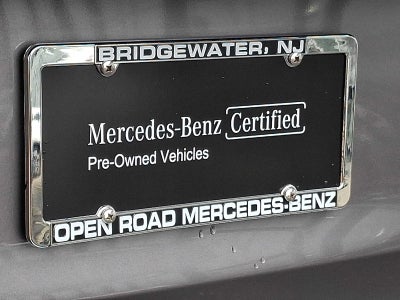 BRIDGEWATER, NJ
Mercedes-Benz Certified
Pre-Owned Vehicles
OPEN ROAD MERCEDES-BENZ